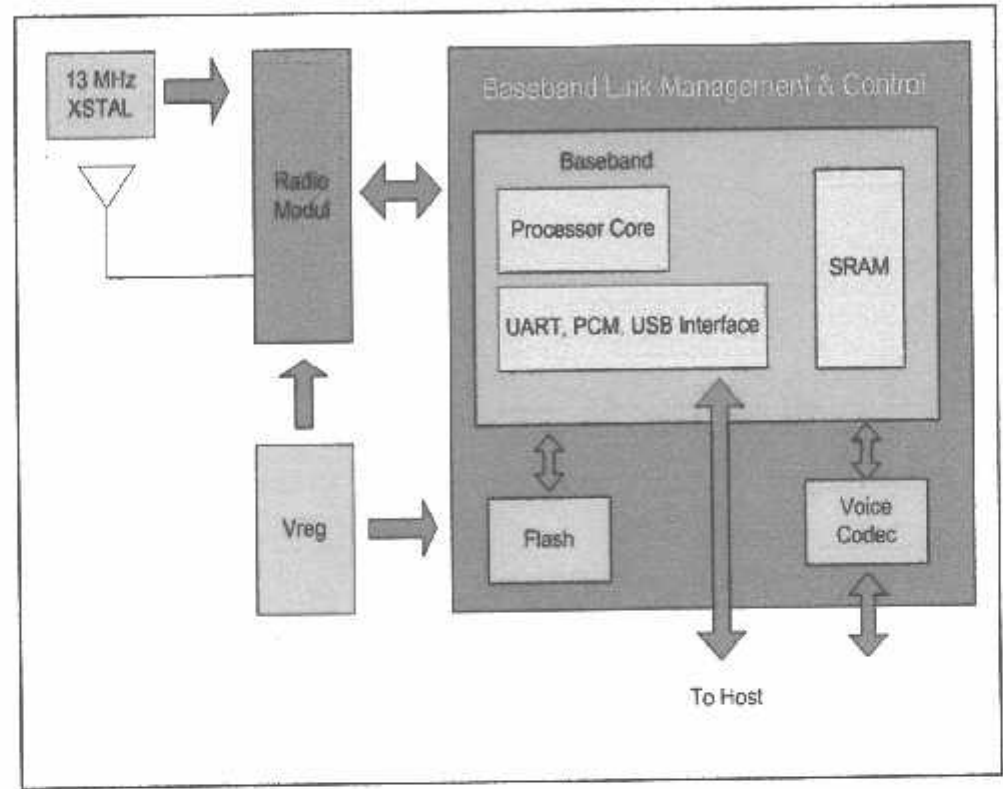 13 MHz
XSTAL
Radio
Modul
Vreg
Baseband Link Management & Control
Baseband
Processor Core
UART, PCM, USB Interface
SRAM
Flash
Voice
Codec
To Host